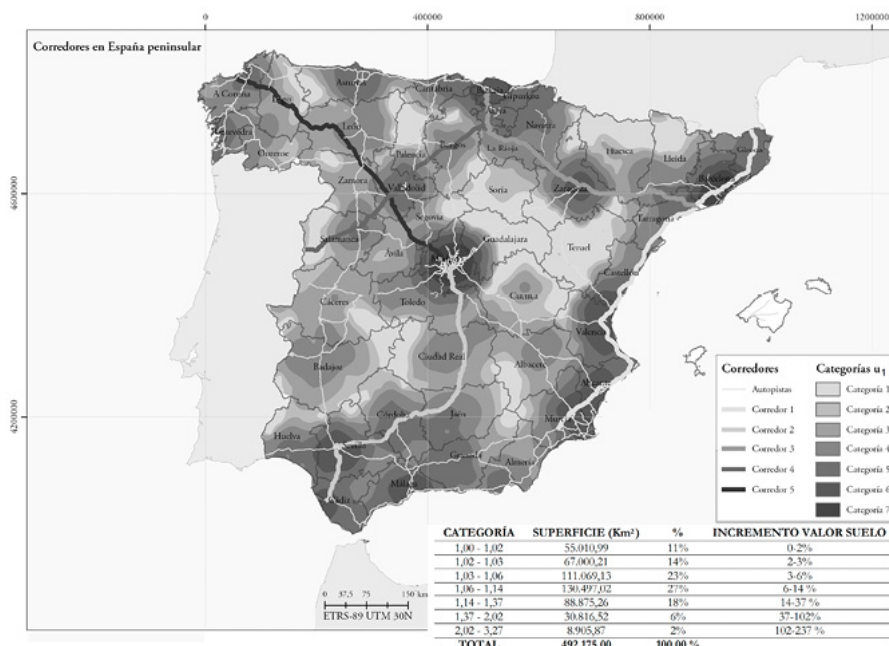 0 400000 800000 1200000
Corredores en España peninsular
A Coruña
Lugo
Asturias
Cantabria
Navarra
León
Ourense
Palencia
Burgos
La Rioja
Huesca
Lleida
Girona
Barcelona
Zamora
Valladolid
Soria
Zaragoza
Tarragona
4600000
Segovia
Salamanca
Ávila
Guadalajara
Teruel
Castellón
Cáceres
Toledo
Cuenca
Valencia
Badajoz
Ciudad Real
Albacete
Alicante
Murcia
4200000
Huelva
Córdoba
Jaén
Granada
Almería
Málaga
Cádiz
Corredores
Autopistas
Corredor 1
Corredor 2
Corredor 3
Corredor 4
Corredor 5
Categorías u1
Categoría 1
Categoría 2
Categoría 3
Categoría 4
Categoría 5
Categoría 6
Categoría 7
0 37,5 75 150 km
ETRS-89 UTM 30N
CATEGORÍA SUPERFICIE (Km²) % INCREMENTO VALOR SUELO
1,00 - 1,02 55.010,99 11% 0-2%
1,02 - 1,03 67.000,21 14% 2-3%
1,03 - 1,06 111.069,13 23% 3-6%
1,06 - 1,14 130.497,02 27% 6-14 %
1,14 - 1,37 88.875,26 18% 14-37 %
1,37 - 2,02 30.816,52 6% 37-102%
2,02 - 3,27 8.905,87 2% 102-237 %
TOTAL 492.175,00 100,00 %